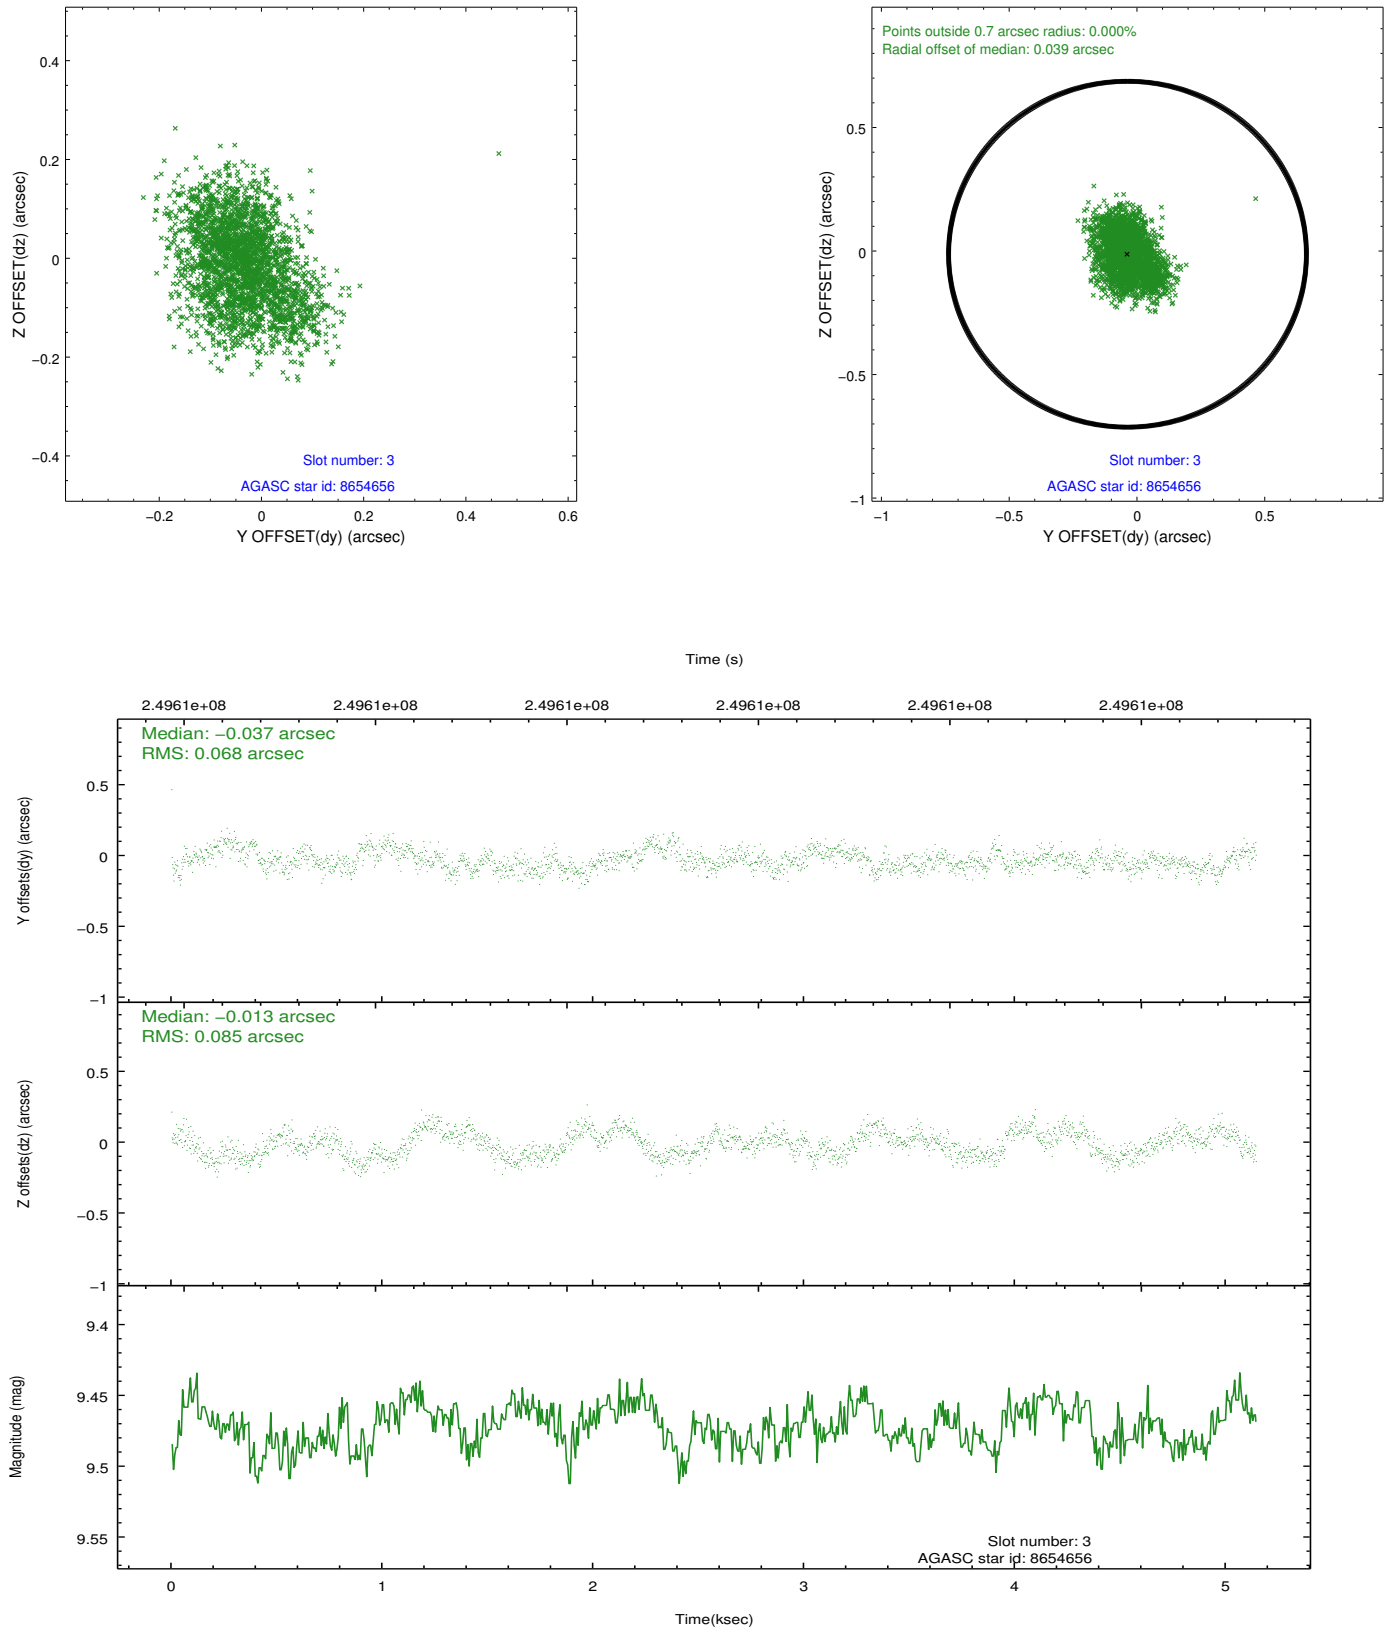 0.4
0.2
0
−0.2
−0.4
Z OFFSET(dz) (arcsec)
Slot number: 3
AGASC star id: 8654656
−0.2 0 0.2 0.4 0.6
Y OFFSET(dy) (arcsec)
Points outside 0.7 arcsec radius: 0.000%
Radial offset of median: 0.039 arcsec
0.5
0
−0.5
−1
Z OFFSET(dz) (arcsec)
Slot number: 3
AGASC star id: 8654656
−1 −0.5 0 0.5
Y OFFSET(dy) (arcsec)
Time (s)
2.4961e+08 2.4961e+08 2.4961e+08 2.4961e+08 2.4961e+08 2.4961e+08
Median: −0.037 arcsec
RMS: 0.068 arcsec
0.5
0
−0.5
−1
Y offsets(dy) (arcsec)
Median: −0.013 arcsec
RMS: 0.085 arcsec
0.5
0
−0.5
−1
Z offsets(dz) (arcsec)
9.4
9.45
9.5
9.55
Magnitude (mag)
Slot number: 3
AGASC star id: 8654656
0 1 2 3 4 5
Time(ksec)